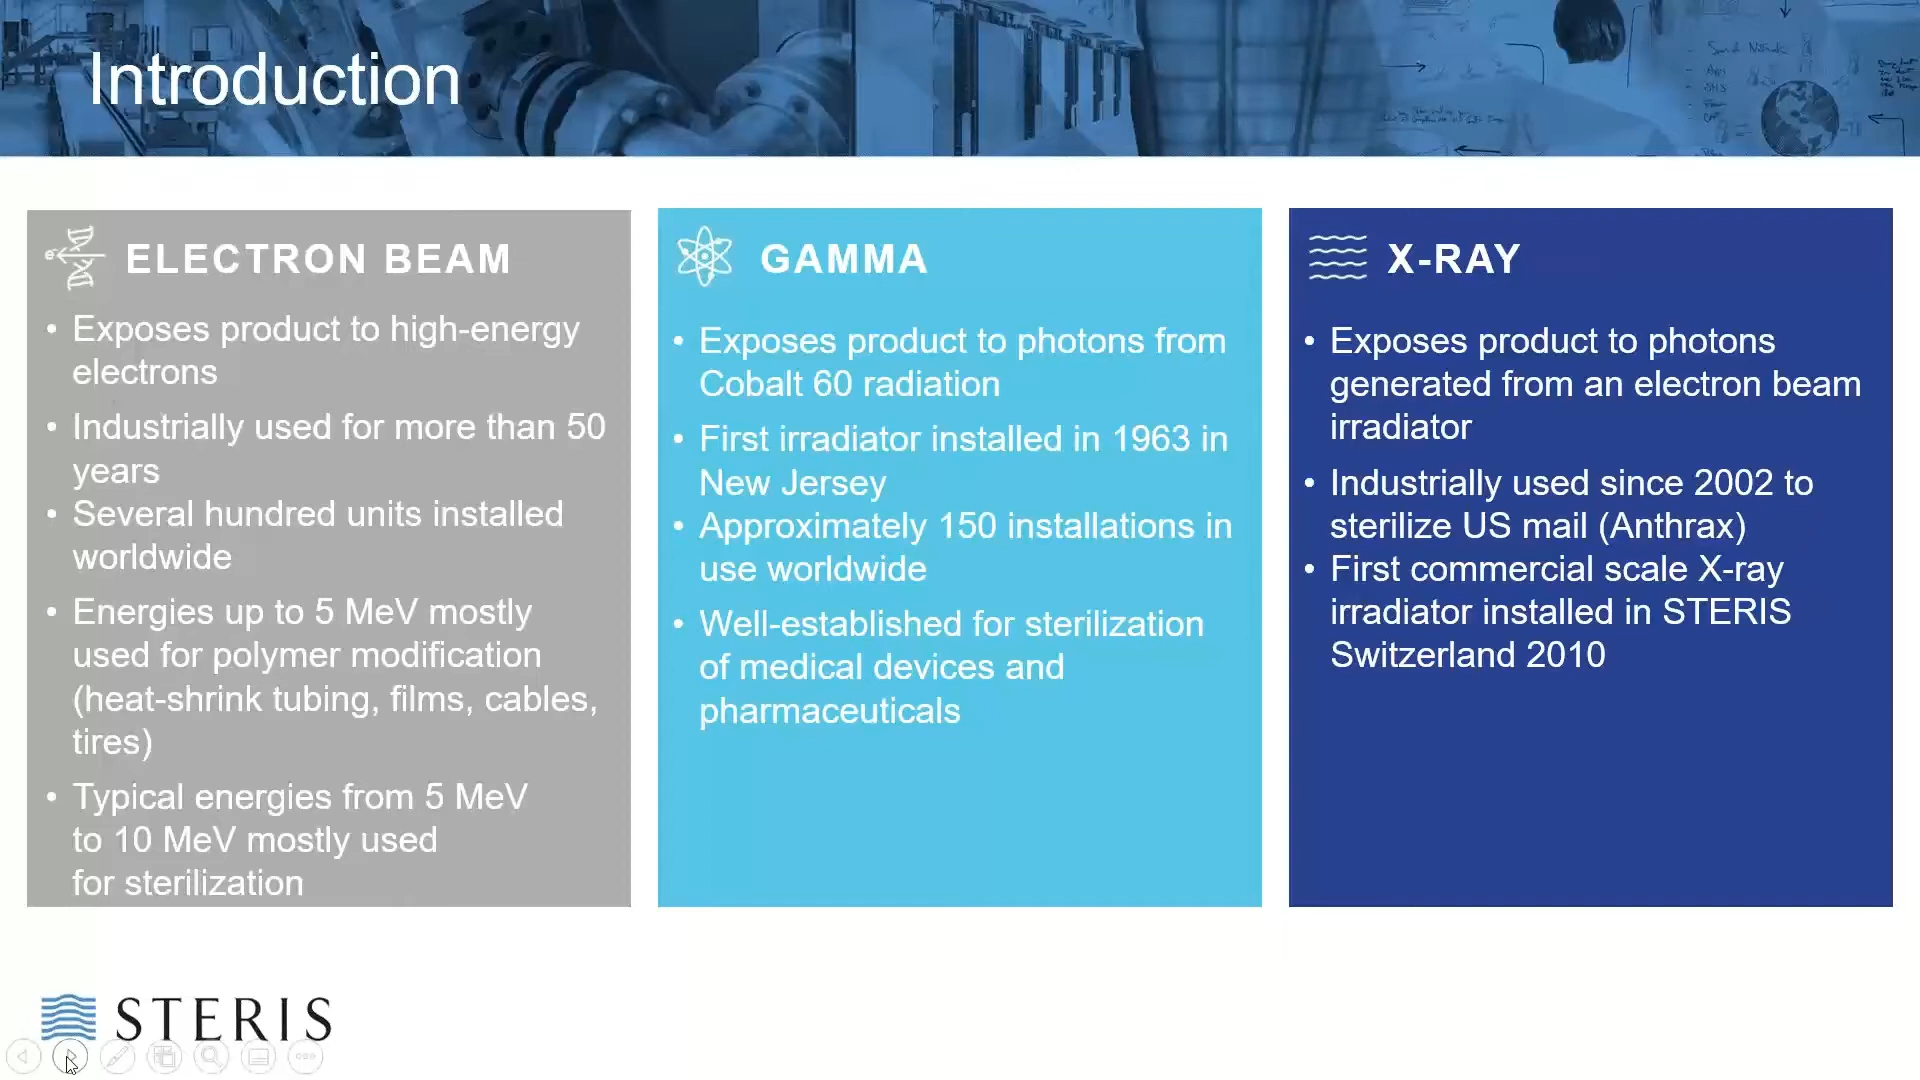 Introduction
ELECTRON BEAM
• Exposes product to high-energy
electrons
• Industrially used for more than 50
years
• Several hundred units installed
worldwide
• Energies up to 5 MeV mostly
used for polymer modification
(heat-shrink tubing, films, cables,
tires)
• Typical energies from 5 MeV
to 10 MeV mostly used
for sterilization
GAMMA
• Exposes product to photons from
Cobalt 60 radiation
• First irradiator installed in 1963 in
New Jersey
• Approximately 150 installations in
use worldwide
• Well-established for sterilization
of medical devices and
pharmaceuticals
X-RAY
• Exposes product to photons
generated from an electron beam
irradiator
• Industrially used since 2002 to
sterilize US mail (Anthrax)
• First commercial scale X-ray
irradiator installed in STERIS
Switzerland 2010
STERIS